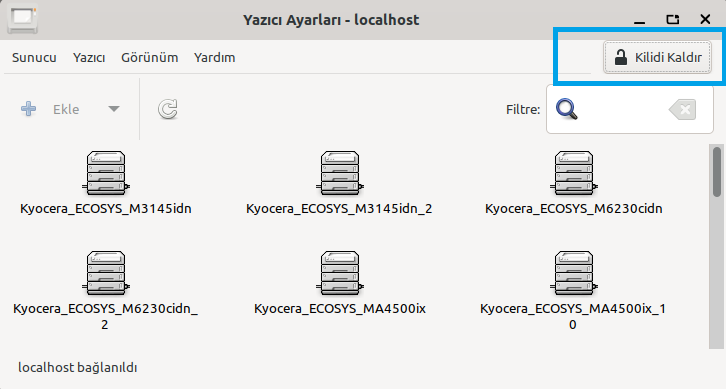 Yazıcı Ayarları - localhost
Sunucu Yazıcı Görünüm Yardım
Kilidi Kaldır
Ekle
Filtre:
Kyocera_ECOSYS_M3145idn
Kyocera_ECOSYS_M3145idn_2
Kyocera_ECOSYS_M6230cidn
Kyocera_ECOSYS_M6230cidn_
2
Kyocera_ECOSYS_MA4500ix
Kyocera_ECOSYS_MA4500ix_1
0
localhost bağlanıldı